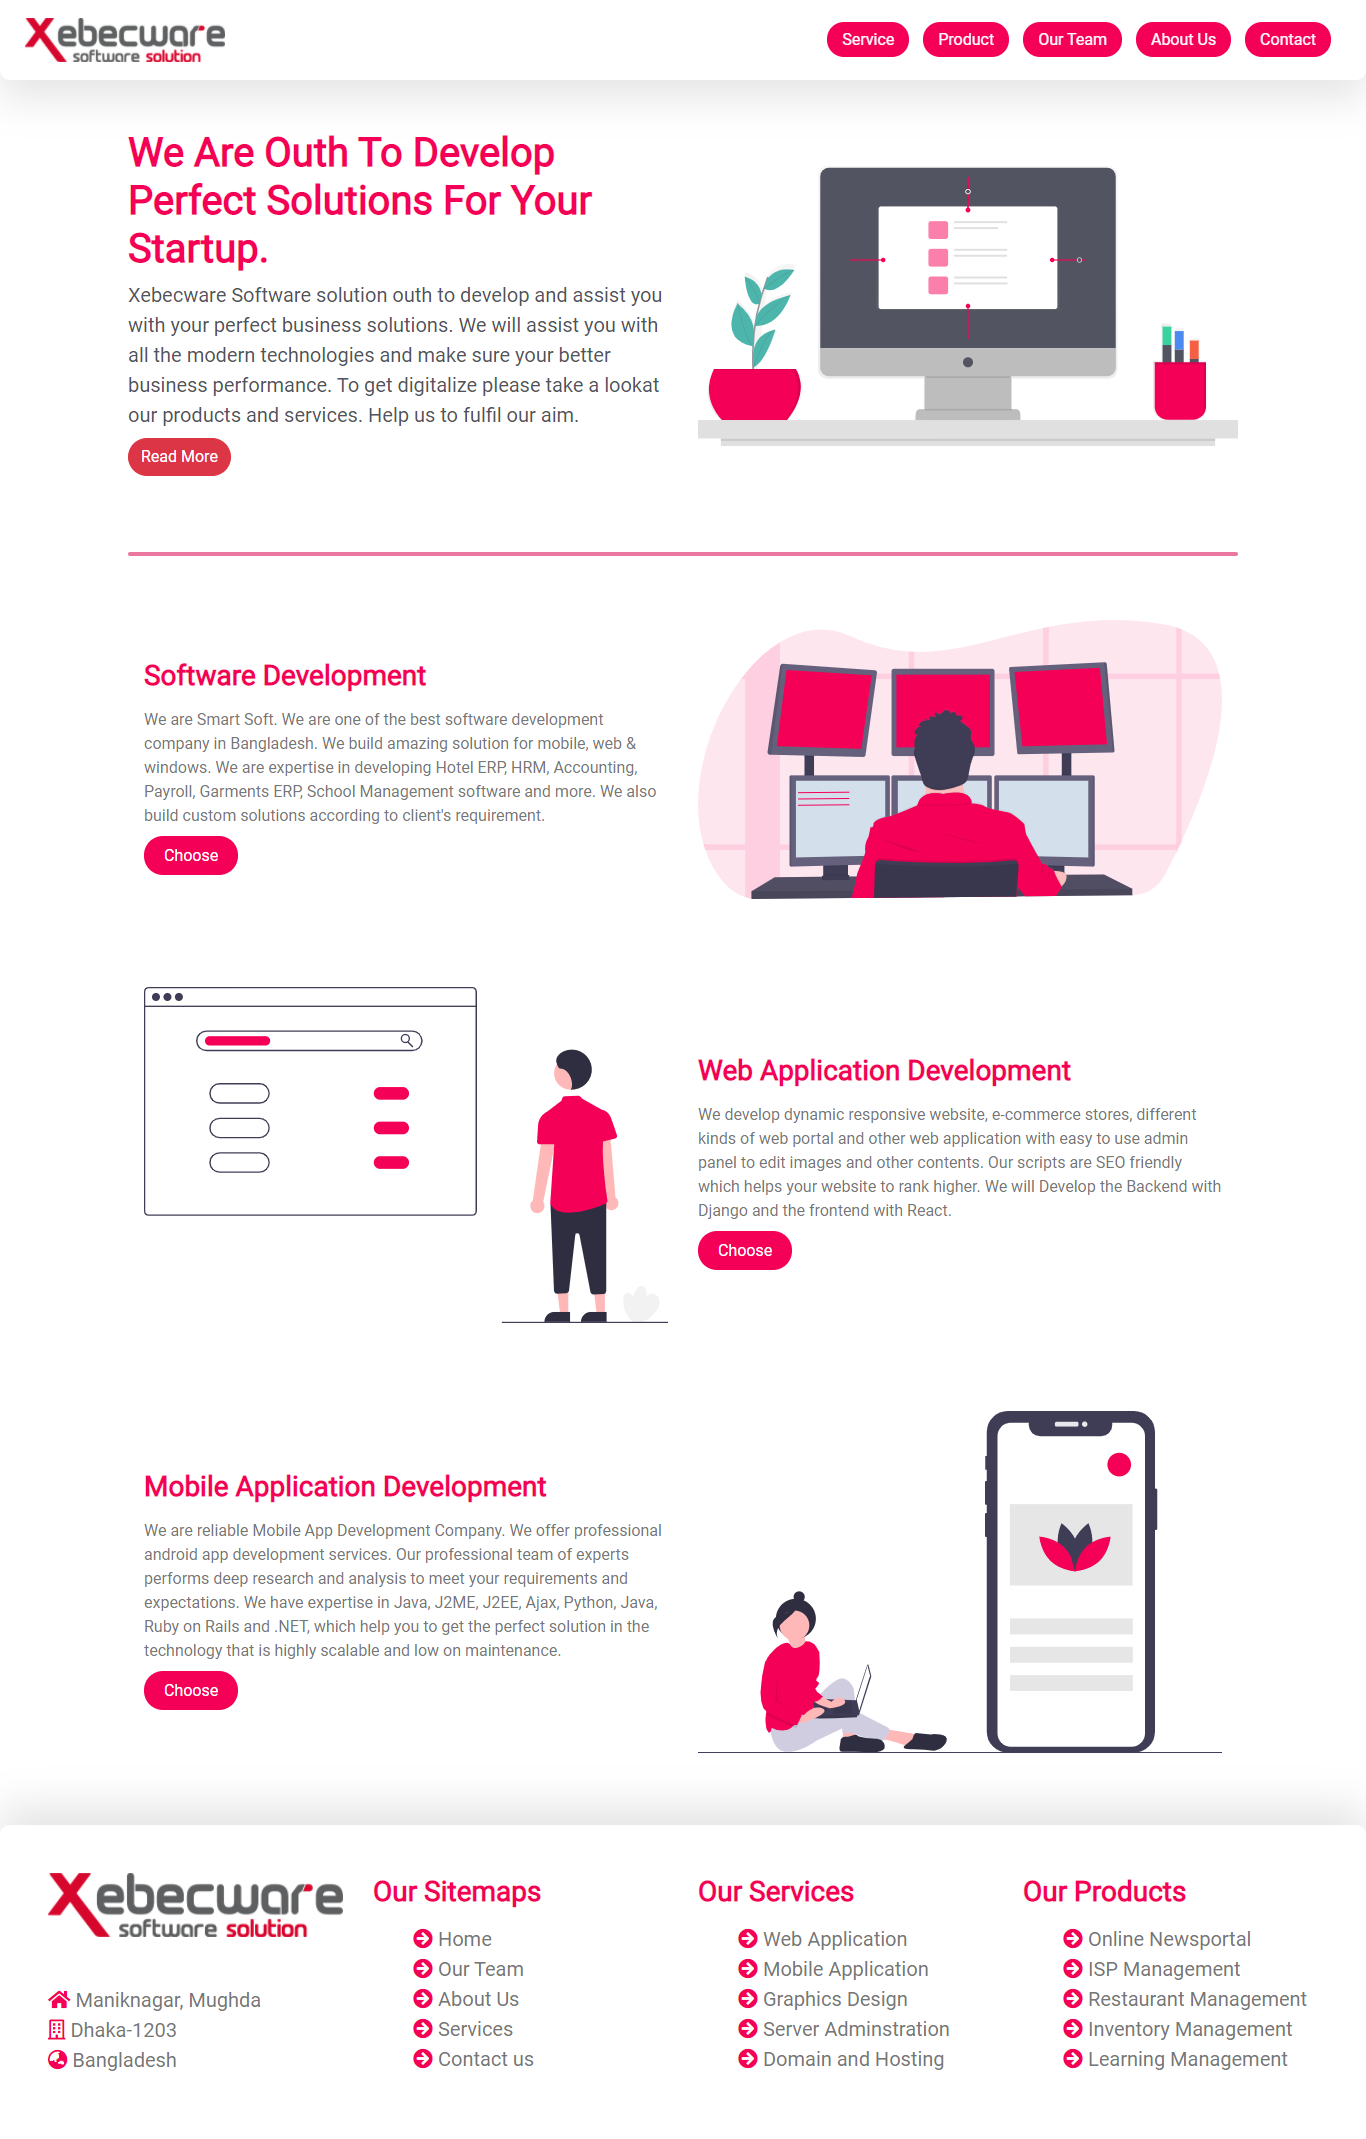 Xebecware
software solution
Service
Product
Our Team
About Us
Contact
We Are Outh To Develop
Perfect Solutions For Your
Startup.
Xebecware Software solution outh to develop and assist you
with your perfect business solutions. We will assist you with
all the modern technologies and make sure your better
business performance. To get digitalize please take a lookat
our products and services. Help us to fulfil our aim.
Read More
Software Development
We are Smart Soft. We are one of the best software development
company in Bangladesh. We build amazing solution for mobile, web &
windows. We are expertise in developing Hotel ERP, HRM, Accounting,
Payroll, Garments ERP, School Management software and more. We also
build custom solutions according to client's requirement.
Choose
Web Application Development
We develop dynamic responsive website, e-commerce stores, different
kinds of web portal and other web application with easy to use admin
panel to edit images and other contents. Our scripts are SEO friendly
which helps your website to rank higher. We will Develop the Backend with
Django and the frontend with React.
Choose
Mobile Application Development
We are reliable Mobile App Development Company. We offer professional
android app development services. Our professional team of experts
performs deep research and analysis to meet your requirements and
expectations. We have expertise in Java, J2ME, J2EE, Ajax, Python, Java,
Ruby on Rails and .NET, which help you to get the perfect solution in the
technology that is highly scalable and low on maintenance.
Choose
Xebecware
software solution
Maniknagar, Mughda
Dhaka-1203
Bangladesh
Our Sitemaps
Home
Our Team
About Us
Services
Contact us
Our Services
Web Application
Mobile Application
Graphics Design
Server Adminstration
Domain and Hosting
Our Products
Online Newsportal
ISP Management
Restaurant Management
Inventory Management
Learning Management